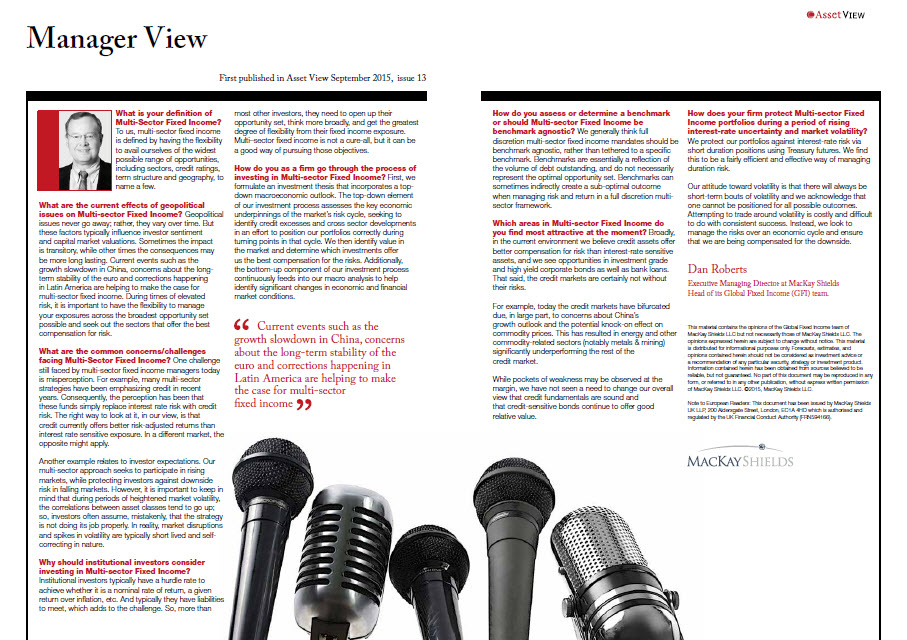 AssetVIEW
Manager View
First published in Asset View September 2015, issue 13
What is your definition of
Multi-Sector Fixed Income?
To us, multi-sector fixed income
is defined by having the flexibility
to avail ourselves of the widest
possible range of opportunities,
including sectors, credit ratings,
term structure and geography, to
name a few.
What are the current effects of geopolitical
issues on Multi-sector Fixed Income? Geopolitical
issues never go away; rather, they vary over time. But
these factors typically influence investor sentiment
and capital market valuations. Sometimes the impact
is transitory, while other times the consequences may
be more long lasting. Current events such as the
growth slowdown in China, concerns about the long-
term stability of the euro and corrections happening
in Latin America are helping to make the case for
multi-sector fixed income. During times of elevated
risk, it is important to have the flexibility to manage
your exposures across the broadest opportunity set
possible and seek out the sectors that offer the best
compensation for risk.
What are the common concerns/challenges
facing Multi-Sector Fixed Income? One challenge
still faced by multi-sector fixed income managers today
is misperception. For example, many multi-sector
strategies have been emphasizing credit in recent
years. Consequently, the perception has been that
these funds simply replace interest rate risk with credit
risk. The right way to look at it, in our view, is that
credit currently offers better risk-adjusted returns than
interest rate sensitive exposure. In a different market, the
opposite might apply.
Another example relates to investor expectations. Our
multi-sector approach seeks to participate in rising
markets, while protecting investors against downside
risk in falling markets. However, it is important to keep in
mind that during periods of heightened market volatility,
the correlations between asset classes tend to go up;
so, investors often assume, mistakenly, that the strategy
is not doing its job properly. In reality, market disruptions
and spikes in volatility are typically short lived and self-
correcting in nature.
Why should institutional investors consider
investing in Multi-sector Fixed Income?
Institutional investors typically have a hurdle rate to
achieve whether it is a nominal rate of return, a given
return over inflation, etc. And typically they have liabilities
to meet, which adds to the challenge. So, more than
most other investors, they need to open up their
opportunity set, think more broadly, and get the greatest
degree of flexibility from their fixed income exposure.
Multi-sector fixed income is not a cure-all, but it can be
a good way of pursuing those objectives.
How do you as a firm go through the process of
investing in Multi-sector Fixed Income? First, we
formulate an investment thesis that incorporates a top-
down macroeconomic outlook. The top-down element
of our investment process assesses the key economic
underpinnings of the market's risk cycle, seeking to
identify credit excesses and cross sector developments
in an effort to position our portfolios correctly during
turning points in that cycle. We then identify value in
the market and determine which investments offer
us the best compensation for the risks. Additionally,
the bottom-up component of our investment process
continuously feeds into our macro analysis to help
identify significant changes in economic and financial
market conditions.
“ Current events such as the
growth slowdown in China, concerns
about the long-term stability of the
euro and corrections happening in
Latin America are helping to make
the case for multi-sector
fixed income ”
How do you assess or determine a benchmark
or should Multi-sector Fixed Income be
benchmark agnostic? We generally think full
discretion multi-sector fixed income mandates should be
benchmark agnostic, rather than tethered to a specific
benchmark. Benchmarks are essentially a reflection of
the volume of debt outstanding, and do not necessarily
represent the optimal opportunity set. Benchmarks can
sometimes indirectly create a sub-optimal outcome
when managing risk and return in a full discretion multi-
sector framework.
Which areas in Multi-sector Fixed Income do
you find most attractive at the moment? Broadly,
in the current environment we believe credit assets offer
better compensation for risk than interest-rate sensitive
assets, and we see opportunities in investment grade
and high yield corporate bonds as well as bank loans.
That said, the credit markets are certainly not without
their risks.
For example, today the credit markets have bifurcated
due, in large part, to concerns about China's
growth outlook and the potential knock-on effect on
commodity prices. This has resulted in energy and other
commodity-related sectors (notably metals & mining)
significantly underperforming the rest of the
credit market.
While pockets of weakness may be observed at the
margin, we have not seen a need to change our overall
view that credit fundamentals are sound and
that credit-sensitive bonds continue to offer good
relative value.
How does your firm protect Multi-sector Fixed
Income portfolios during a period of rising
interest-rate uncertainty and market volatility?
We protect our portfolios against interest-rate risk via
short duration positions using Treasury futures. We find
this to be a fairly efficient and effective way of managing
duration risk.
Our attitude toward volatility is that there will always be
short-term bouts of volatility and we acknowledge that
one cannot be positioned for all possible outcomes.
Attempting to trade around volatility is costly and difficult
to do with consistent success. Instead, we look to
manage the risks over an economic cycle and ensure
that we are being compensated for the downside.
Dan Roberts
Executive Managing Director at MacKay Shields
Head of its Global Fixed Income (GFI) team.
This material contains the opinions of the Global Fixed Income team of
MacKay Shields LLC but not necessarily those of MacKay Shields LLC. The
opinions expressed herein are subject to change without notice. This material
is distributed for informational purposes only. Forecasts, estimates, and
opinions contained herein should not be considered as investment advice or
a recommendation of any particular security, strategy or investment product.
Information contained herein has been obtained from sources believed to be
reliable, but not guaranteed. No part of this document may be reproduced in any
form, or referred to in any other publication, without express written permission
of MacKay Shields LLC. ©2015, MacKay Shields LLC.
Note to European Readers: This document has been issued by MacKay Shields
UK LLP, 200 Aldersgate Street, London, EC1A 4HD which is authorised and
regulated by the UK Financial Conduct Authority (FRN594166).
MACKAY SHIELDS